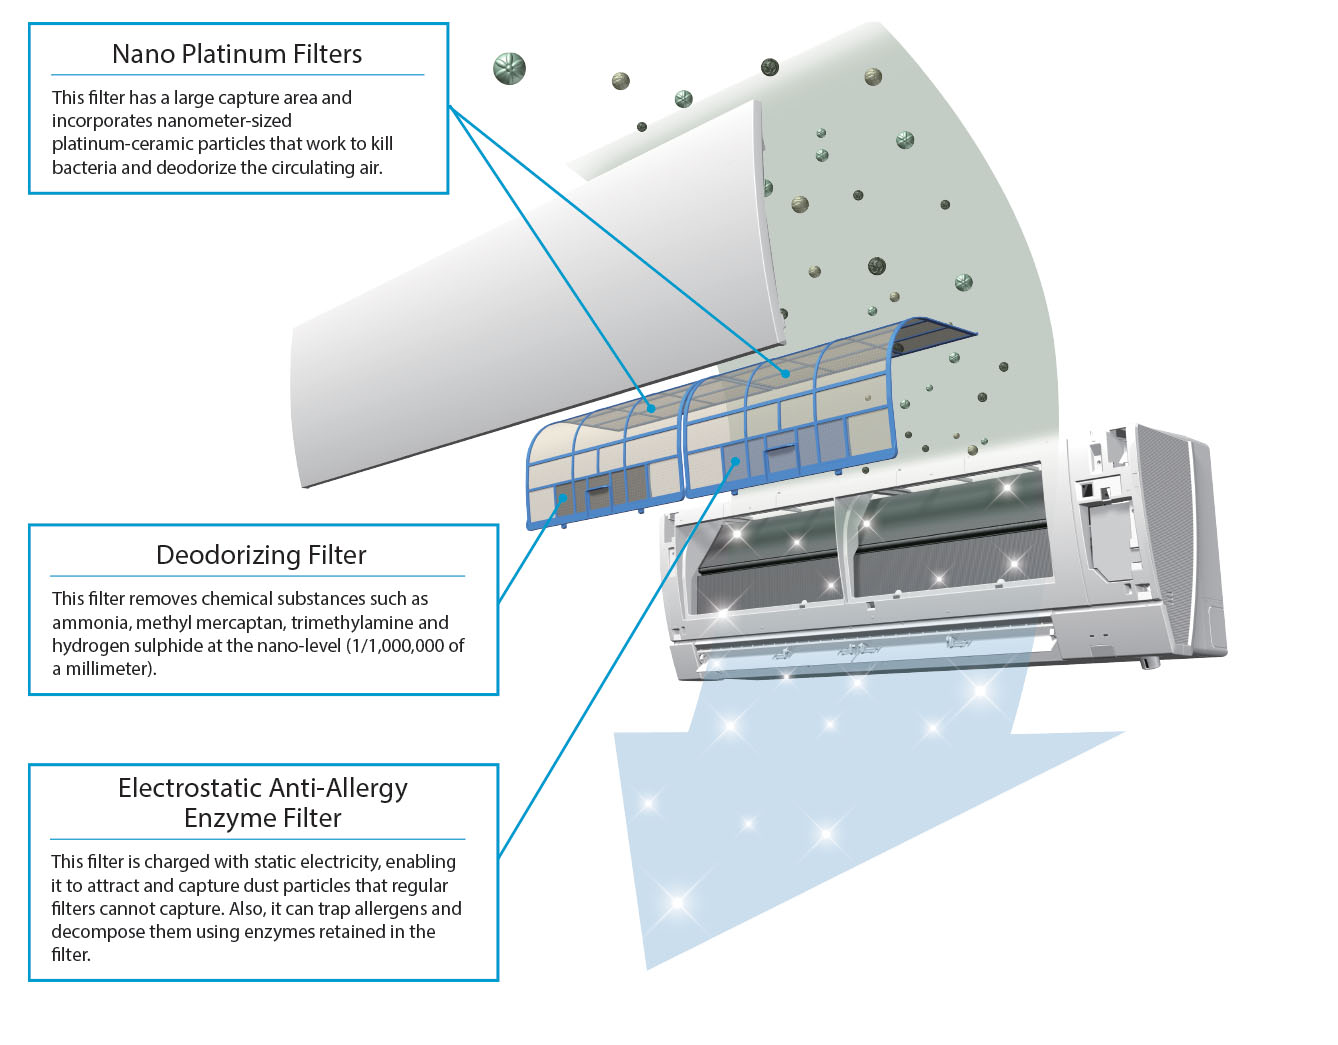 Nano Platinum Filters
This filter has a large capture area and
incorporates nanometer-sized
platinum-ceramic particles that work to kill
bacteria and deodorize the circulating air.
Deodorizing Filter
This filter removes chemical substances such as
ammonia, methyl mercaptan, trimethylamine and
hydrogen sulphide at the nano-level (1/1,000,000 of
a millimeter).
Electrostatic Anti-Allergy
Enzyme Filter
This filter is charged with static electricity, enabling
it to attract and capture dust particles that regular
filters cannot capture. Also, it can trap allergens and
decompose them using enzymes retained in the
filter.